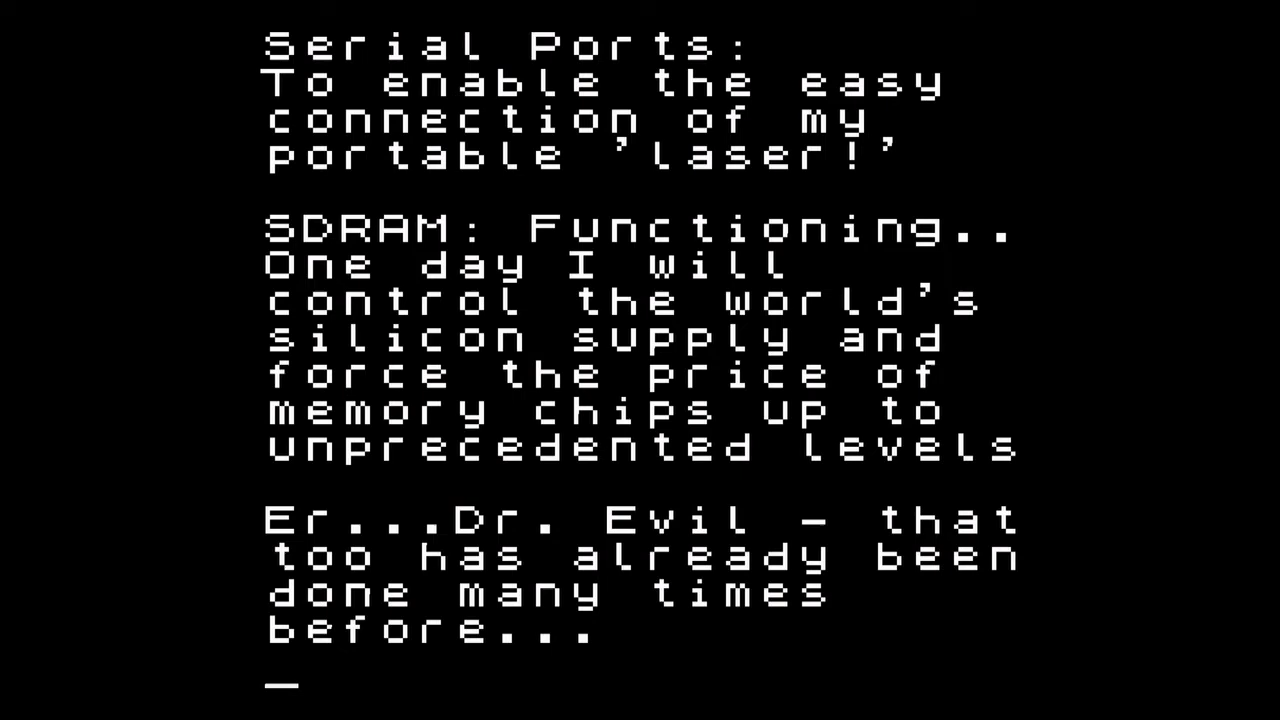 Serial Ports:
To enable the easy
connection of my
portable 'laser!'
SDRAM: Functioning..
One day I will
control the world's
silicon supply and
force the price of
memory chips up to
unprecedented levels
Er...Dr. Evil - that
too has already been
done many times
before...
_